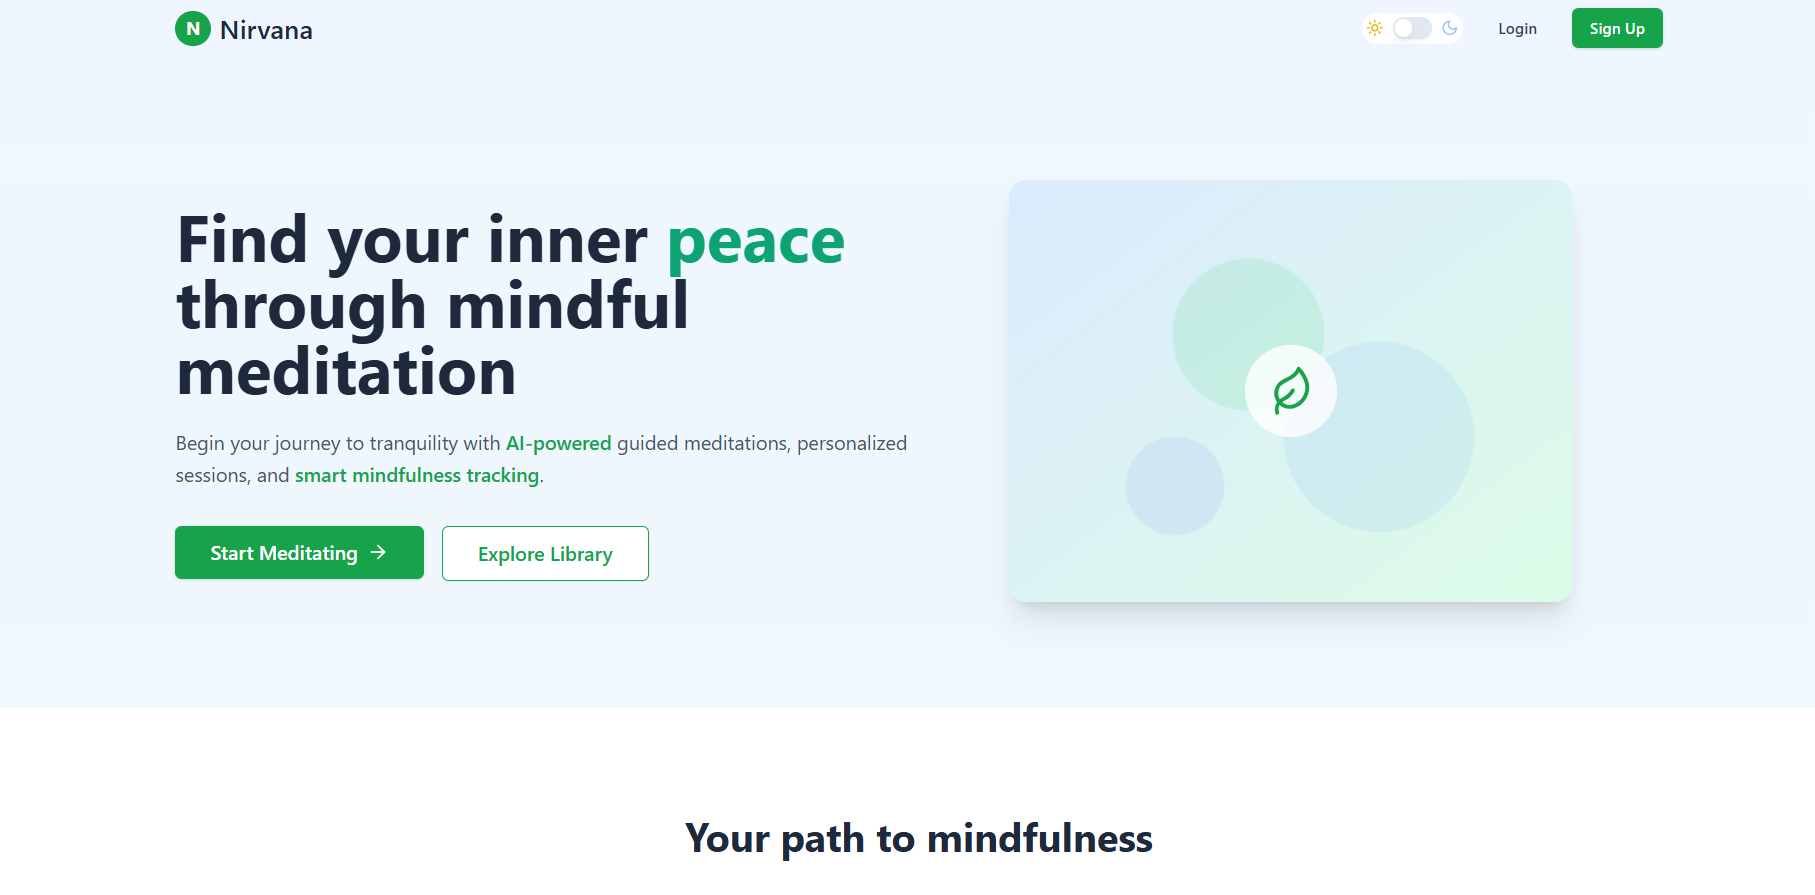 N Nirvana
Login
Sign Up
Find your inner peace
through mindful
meditation
Begin your journey to tranquility with AI-powered guided meditations, personalized
sessions, and smart mindfulness tracking.
Start Meditating →
Explore Library
Your path to mindfulness